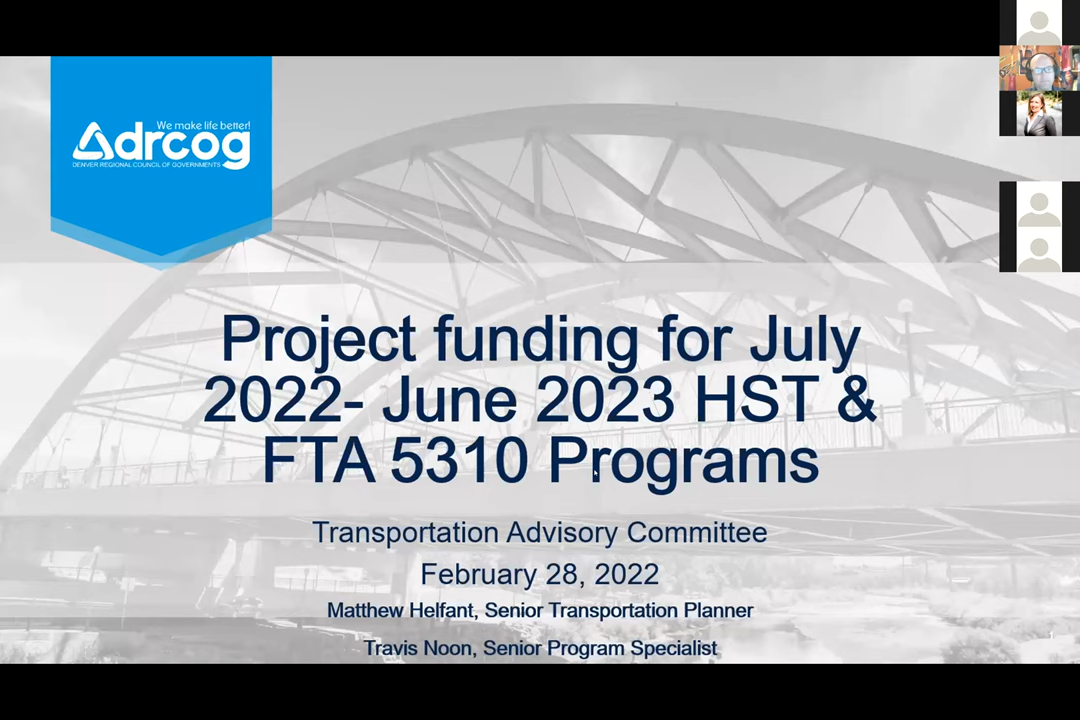 We make life better!
drcog
DENVER REGIONAL COUNCIL OF GOVERNMENTS
Project funding for July
2022- June 2023 HST &
FTA 5310 Programs
Transportation Advisory Committee
February 28, 2022
Matthew Helfant, Senior Transportation Planner
Travis Noon, Senior Program Specialist